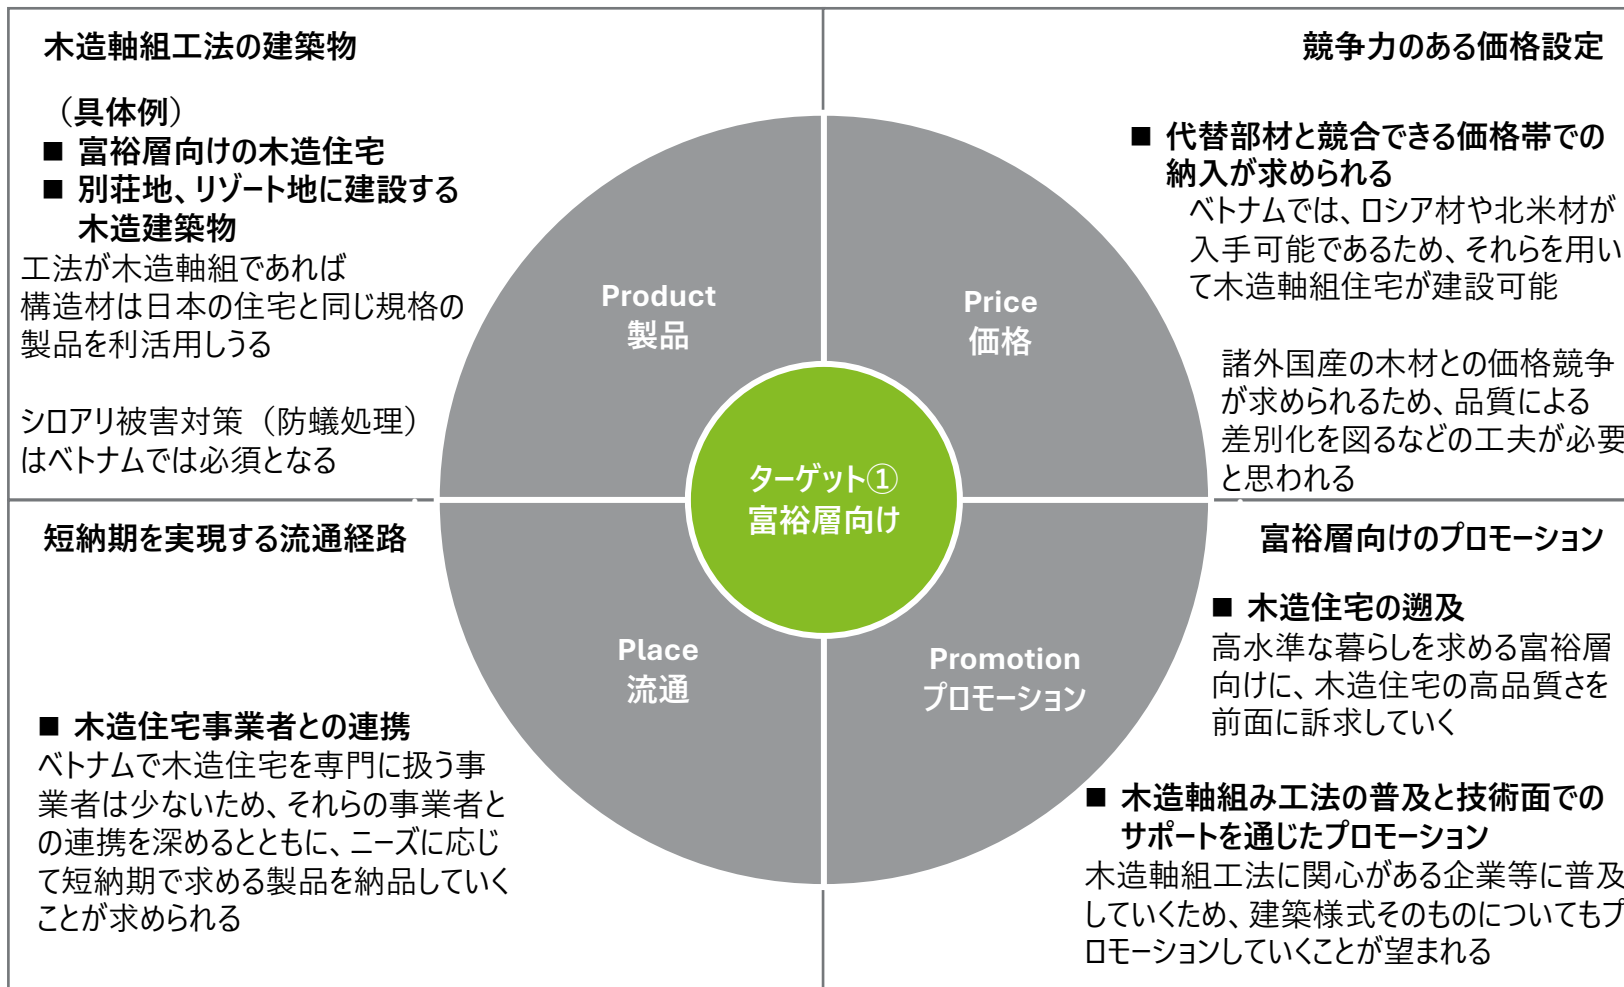 木造軸組工法の建築物
（具体例）
■ 富裕層向けの木造住宅
■ 別荘地、リゾート地に建設する
木造建築物
工法が木造軸組であれば
構造材は日本の住宅と同じ規格の
製品を利活用しうる
シロアリ被害対策（防蟻処理）
はベトナムでは必須となる
競争力のある価格設定
■ 代替部材と競合できる価格帯での
納入が求められる
ベトナムでは、ロシア材や北米材が
入手可能であるため、それらを用い
て木造軸組住宅が建設可能
諸外国産の木材との価格競争
が求められるため、品質による
差別化を図るなどの工夫が必要
と思われる
Product
製品
Price
価格
ターゲット①
富裕層向け
Place
流通
Promotion
プロモーション
短納期を実現する流通経路
■ 木造住宅事業者との連携
ベトナムで木造住宅を専門に扱う事
業者は少ないため、それらの事業者と
の連携を深めるとともに、ニーズに応じ
て短納期で求める製品を納品していく
ことが求められる
富裕層向けのプロモーション
■ 木造住宅の遡及
高水準な暮らしを求める富裕層
向けに、木造住宅の高品質さを
前面に訴求していく
■ 木造軸組み工法の普及と技術面での
サポートを通じたプロモーション
木造軸組工法に関心がある企業等に普及
していくため、建築様式そのものについてもプ
ロモーションしていくことが望まれる